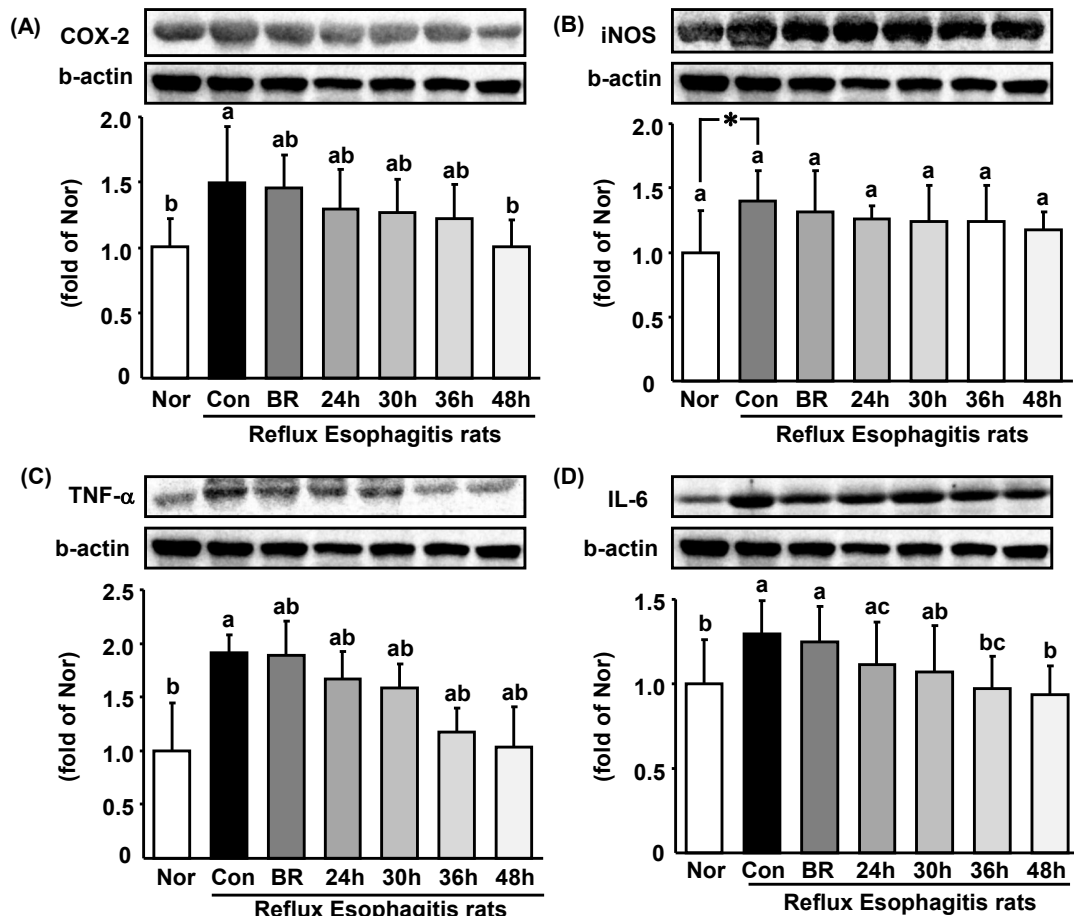 (A)
COX-2
b-actin
(fold of Nor)
2.0
1.5
1.0
0.5
0
b
a
ab
ab
ab
ab
b
Nor Con BR 24h 30h 36h 48h
Reflux Esophagitis rats
(B)
iNOS
b-actin
(fold of Nor)
2.0
1.5
1.0
0.5
0
*
a
a
a
a
a
a
a
Nor Con BR 24h 30h 36h 48h
Reflux Esophagitis rats
(C)
TNF-α
b-actin
(fold of Nor)
2.5
2.0
1.5
1.0
0.5
0
b
a
ab
ab
ab
ab
ab
Nor Con BR 24h 30h 36h 48h
Reflux Esophagitis rats
(D)
IL-6
b-actin
(fold of Nor)
1.5
1.0
0.5
0
b
a
a
ac
ab
bc
b
Nor Con BR 24h 30h 36h 48h
Reflux Esophagitis rats